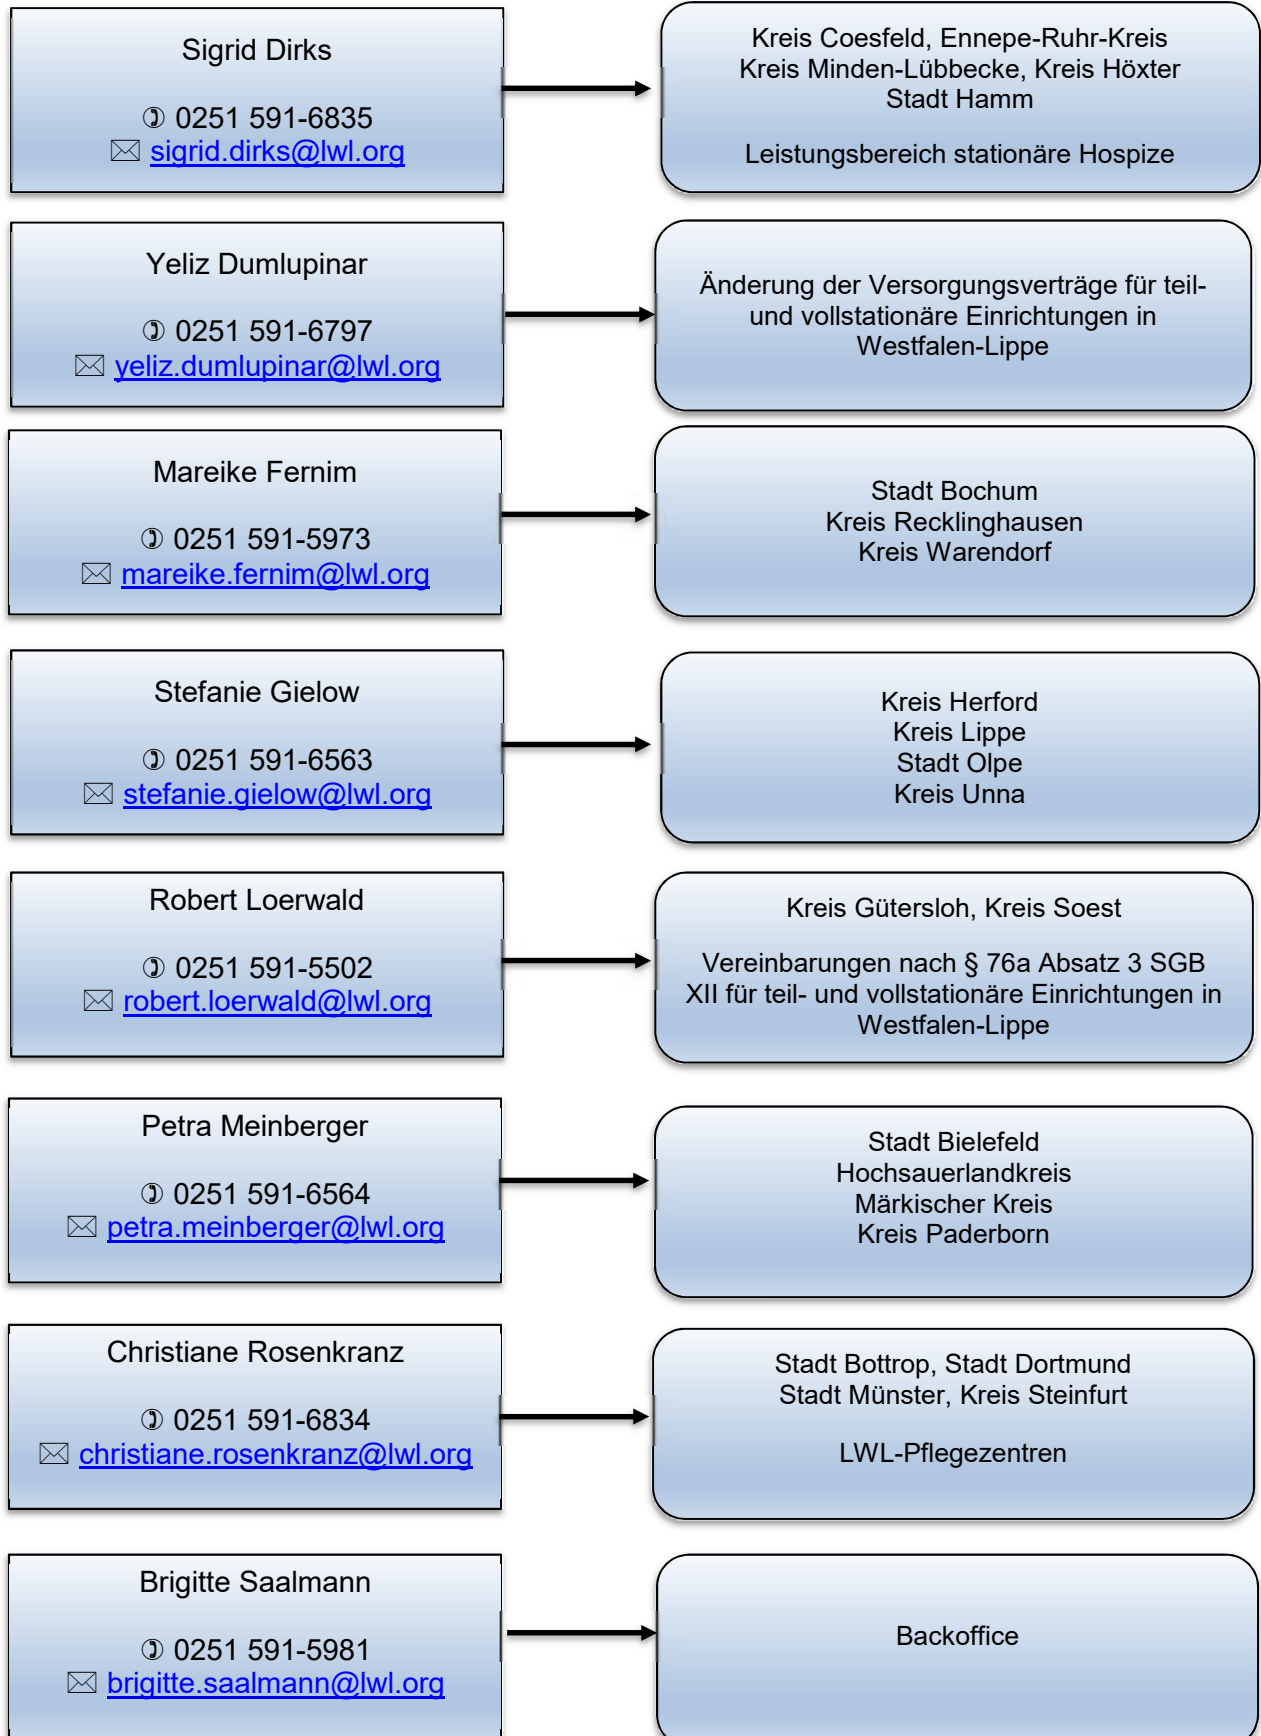 Sigrid Dirks
✆ 0251 591-6835
✉ sigrid.dirks@lwl.org
Kreis Coesfeld, Ennepe-Ruhr-Kreis
Kreis Minden-Lübbecke, Kreis Höxter
Stadt Hamm
Leistungsbereich stationäre Hospize
Yeliz Dumlupinar
✆ 0251 591-6797
✉ yeliz.dumlupinar@lwl.org
Änderung der Versorgungsverträge für teil-
und vollstationäre Einrichtungen in
Westfalen-Lippe
Mareike Fernim
✆ 0251 591-5973
✉ mareike.fernim@lwl.org
Stadt Bochum
Kreis Recklinghausen
Kreis Warendorf
Stefanie Gielow
✆ 0251 591-6563
✉ stefanie.gielow@lwl.org
Kreis Herford
Kreis Lippe
Stadt Olpe
Kreis Unna
Robert Loerwald
✆ 0251 591-5502
✉ robert.loerwald@lwl.org
Kreis Gütersloh, Kreis Soest
Vereinbarungen nach § 76a Absatz 3 SGB
XII für teil- und vollstationäre Einrichtungen in
Westfalen-Lippe
Petra Meinberger
✆ 0251 591-6564
✉ petra.meinberger@lwl.org
Stadt Bielefeld
Hochsauerlandkreis
Märkischer Kreis
Kreis Paderborn
Christiane Rosenkranz
✆ 0251 591-6834
✉ christiane.rosenkranz@lwl.org
Stadt Bottrop, Stadt Dortmund
Stadt Münster, Kreis Steinfurt
LWL-Pflegezentren
Brigitte Saalmann
✆ 0251 591-5981
✉ brigitte.saalmann@lwl.org
Backoffice